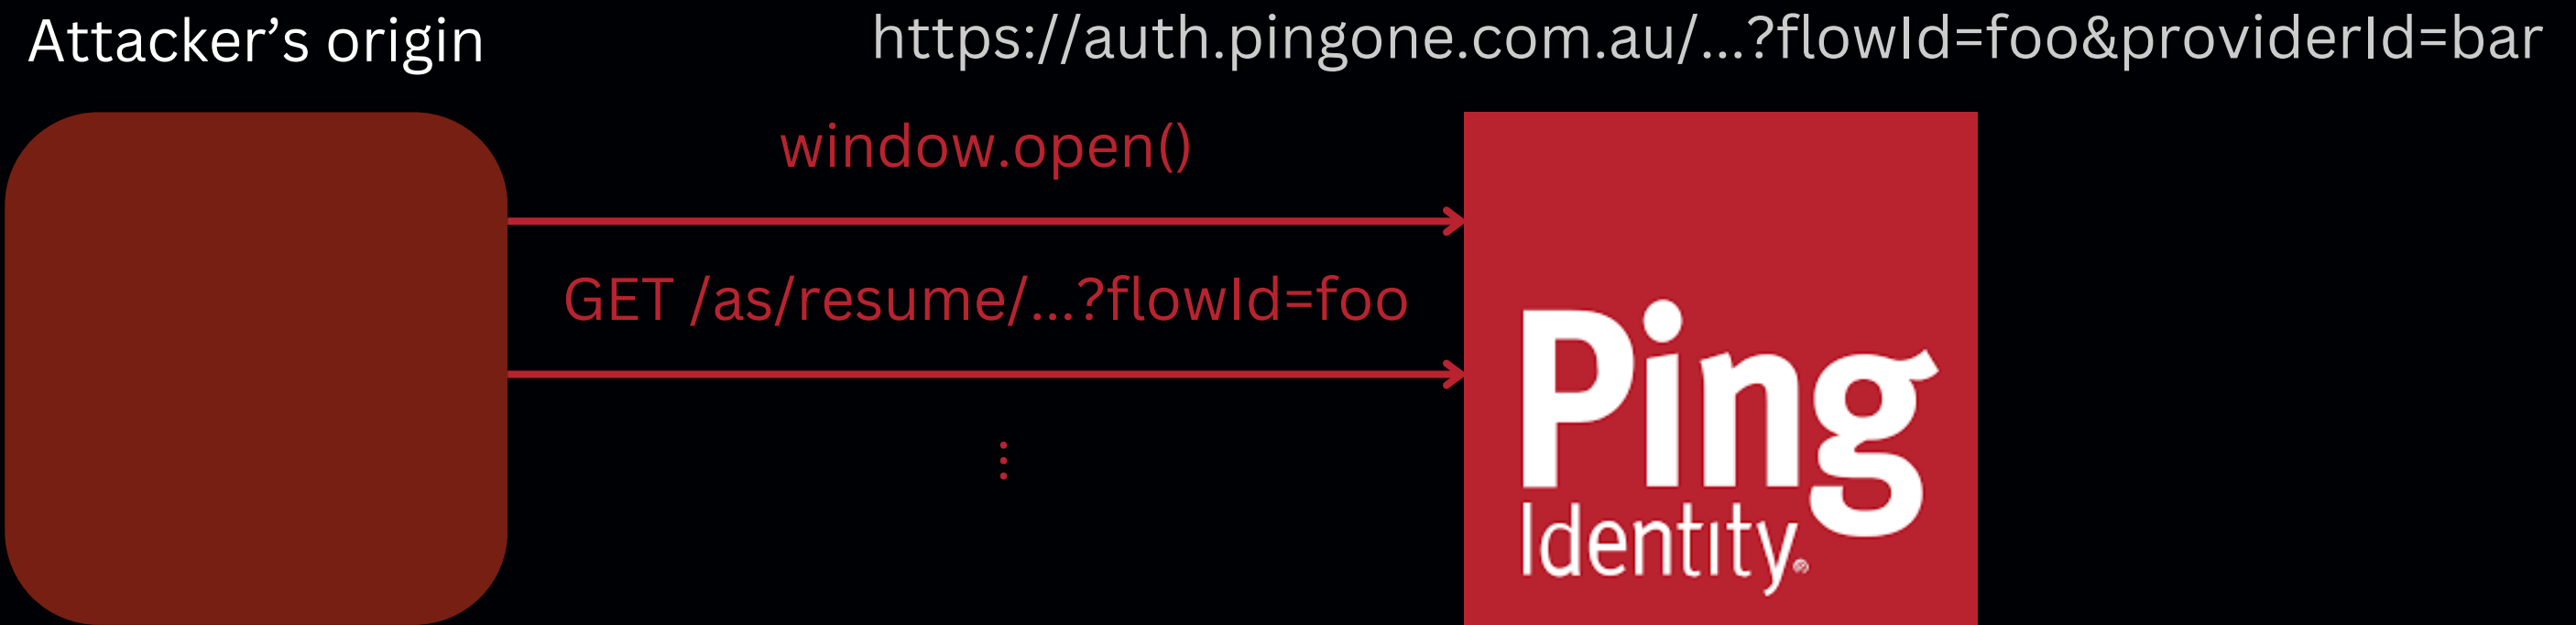 Attacker’s origin
https://auth.pingone.com.au/...?flowId=foo&providerId=bar
window.open()
GET /as/resume/...?flowId=foo
⋮
Ping
Identity®